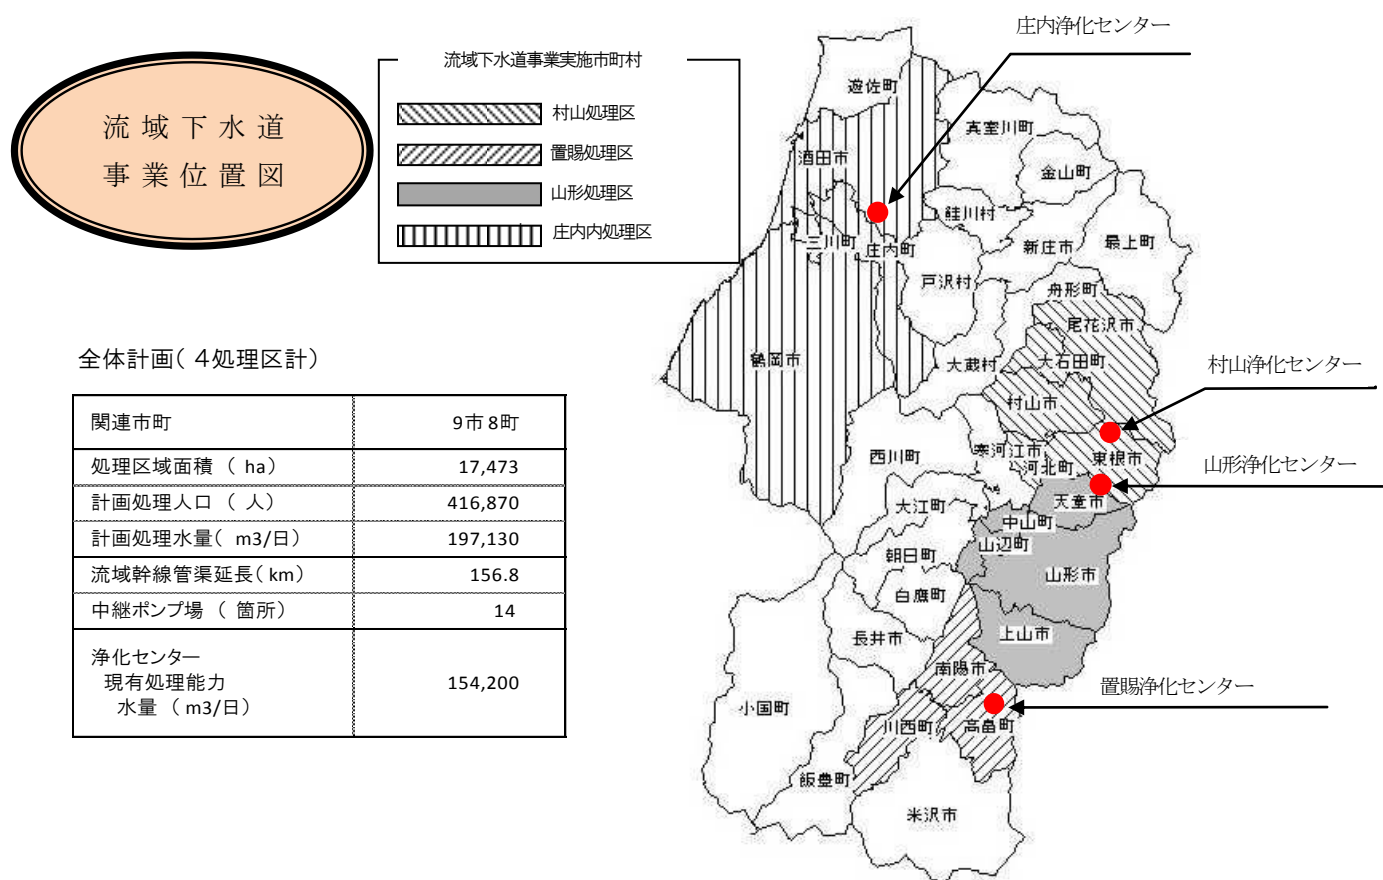 流域下水道
事業位置図
流域下水道事業実施市町村
村山処理区
置賜処理区
山形処理区
庄内内処理区
全体計画( 4処理区計)
関連市町 9市8町
処理区域面積 ( ha) 17,473
計画処理人口 ( 人) 416,870
計画処理水量( m3/日) 197,130
流域幹線管渠延長(km) 156.8
中継ポンプ場 ( 箇所) 14
浄化センター
現有処理能力 154,200
水量 ( m3/日)
庄内浄化センター
遊佐町
真室川町
酒田市
金山町
鮭川村
三川町
庄内町
新庄市
最上町
戸沢村
舟形町
尾花沢市
鶴岡市
大蔵村
大石田町
村山浄化センター
村山市
西川町
寒河江市
河北町
東根市
山形浄化センター
大江町
天童市
中山町
朝日町
山辺町
山形市
白鷹町
長井市
上山市
南陽市
置賜浄化センター
小国町
川西町
高畠町
飯豊町
米沢市